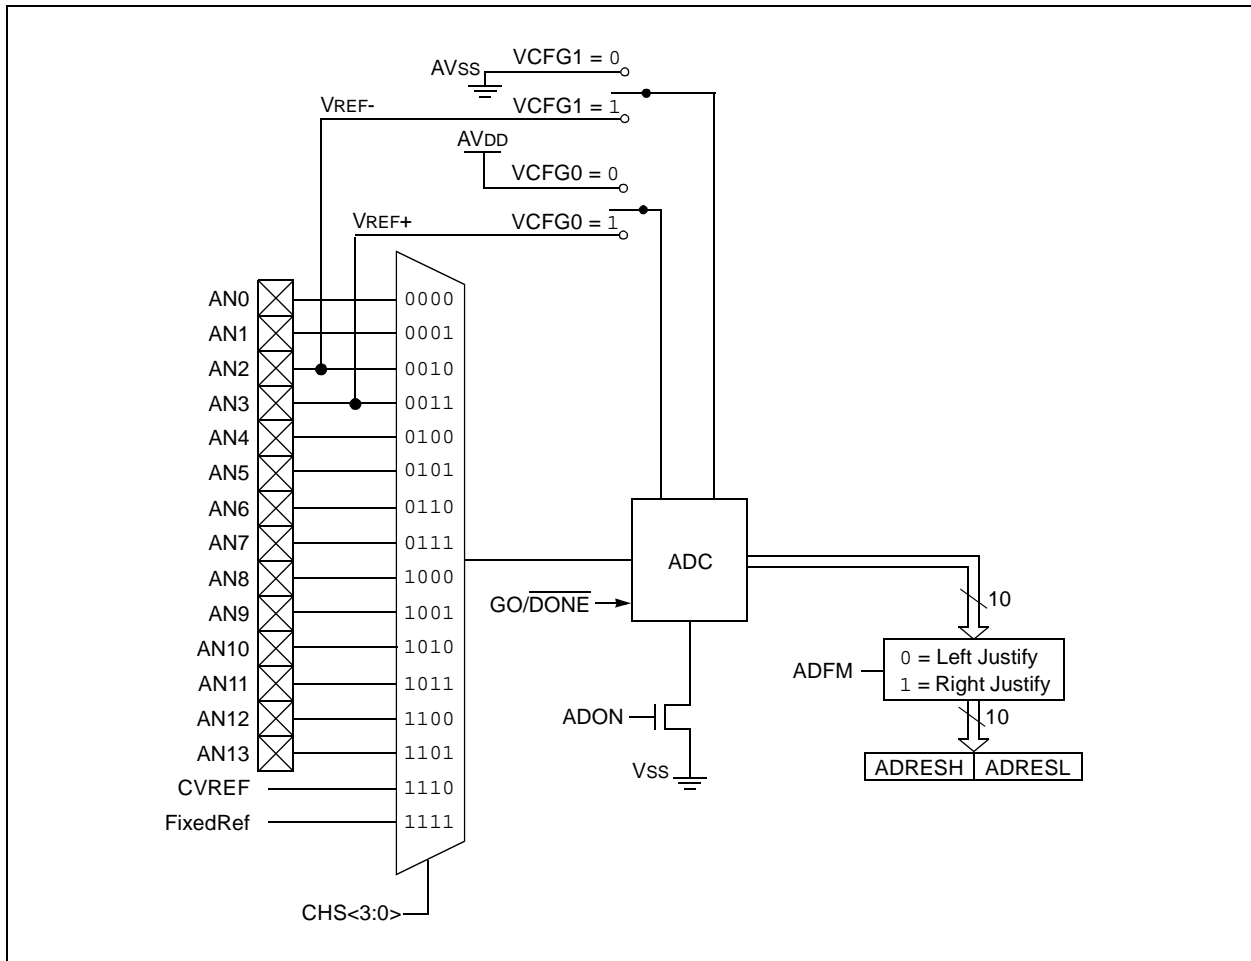 VCFG1 = 0
AVSS
VREF-
VCFG1 = 1
AVDD
VCFG0 = 0
VREF+
VCFG0 = 1
AN0 0000
AN1 0001
AN2 0010
AN3 0011
AN4 0100
AN5 0101
AN6 0110
AN7 0111
ADC
AN8 1000
GO/DONE
10
AN9 1001
AN10 1010
0 = Left Justify
ADFM
AN11 1011
1 = Right Justify
AN12 1100
ADON
10
AN13 1101
VSS
ADRESH ADRESL
CVREF 1110
FixedRef 1111
CHS<3:0>